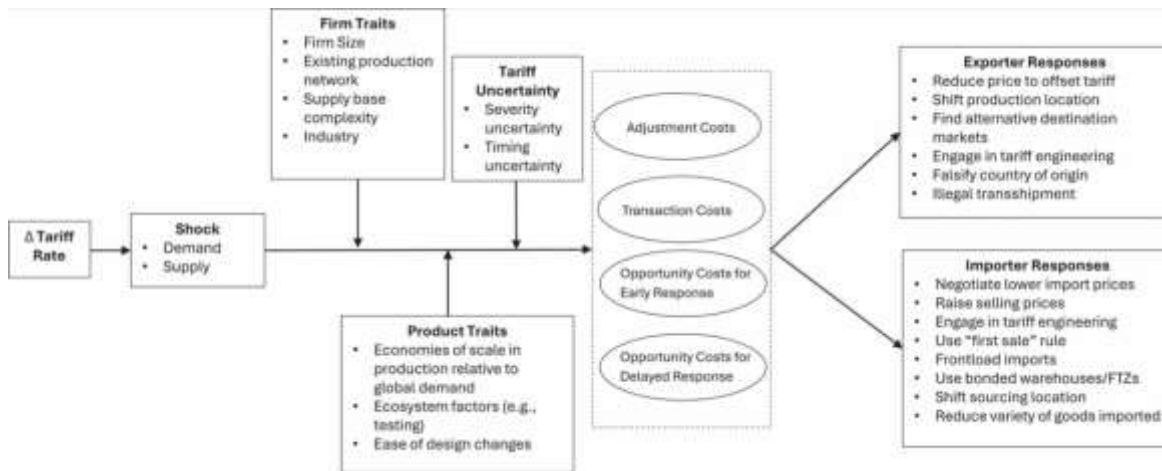 Firm Traits
• Firm Size
• Existing production
network
• Supply base
complexity
• Industry
Tariff
Uncertainty
• Severity
uncertainty
• Timing
uncertainty
Δ Tariff
Rate
Shock
• Demand
• Supply
Product Traits
• Economies of scale in
production relative to
global demand
• Ecosystem factors (e.g.,
testing)
• Ease of design changes
Adjustment Costs
Transaction Costs
Opportunity Costs for
Early Response
Opportunity Costs for
Delayed Response
Exporter Responses
• Reduce price to offset tariff
• Shift production location
• Find alternative destination
markets
• Engage in tariff engineering
• Falsify country of origin
• Illegal transshipment
Importer Responses
• Negotiate lower import prices
• Raise selling prices
• Engage in tariff engineering
• Use "first sale" rule
• Frontload imports
• Use bonded warehouses/FTZs
• Shift sourcing location
• Reduce variety of goods imported